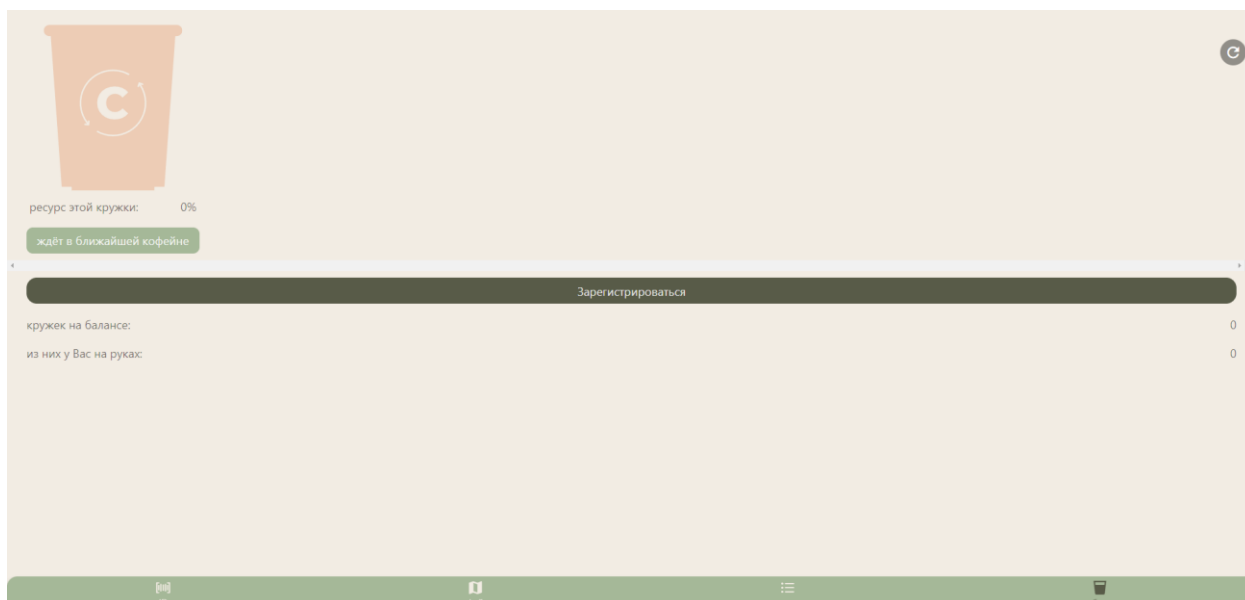 C
ресурс этой кружки: 0%
ждёт в ближайшей кофейне
Зарегистрироваться
кружек на балансе: 0
из них у Вас на руках: 0